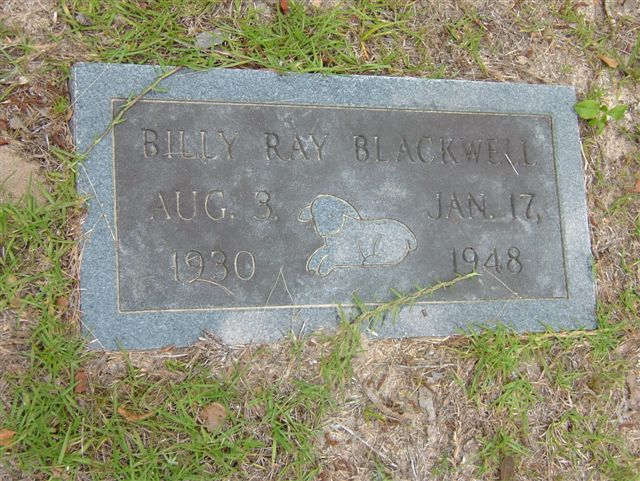 BILLY RAY BLACKWELL
AUG. 3, JAN. 17,
1930 1948